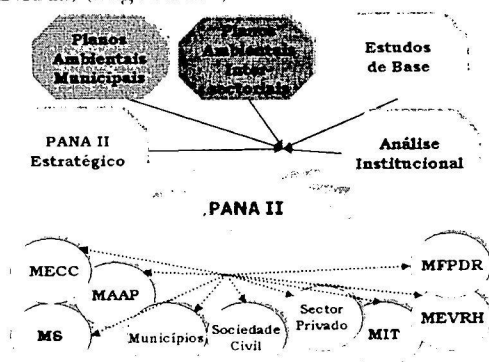 Planos
Ambientais
Municipais
Planos
Ambientais
Inter
Estudos
de Base
PANA II
Estratégico
Análise
Institucional
PANA II
MECC
MAAP
MS
Municípios
Sociedade
Civil
Sector
Privado
MIT
MFPDR
MEVRH